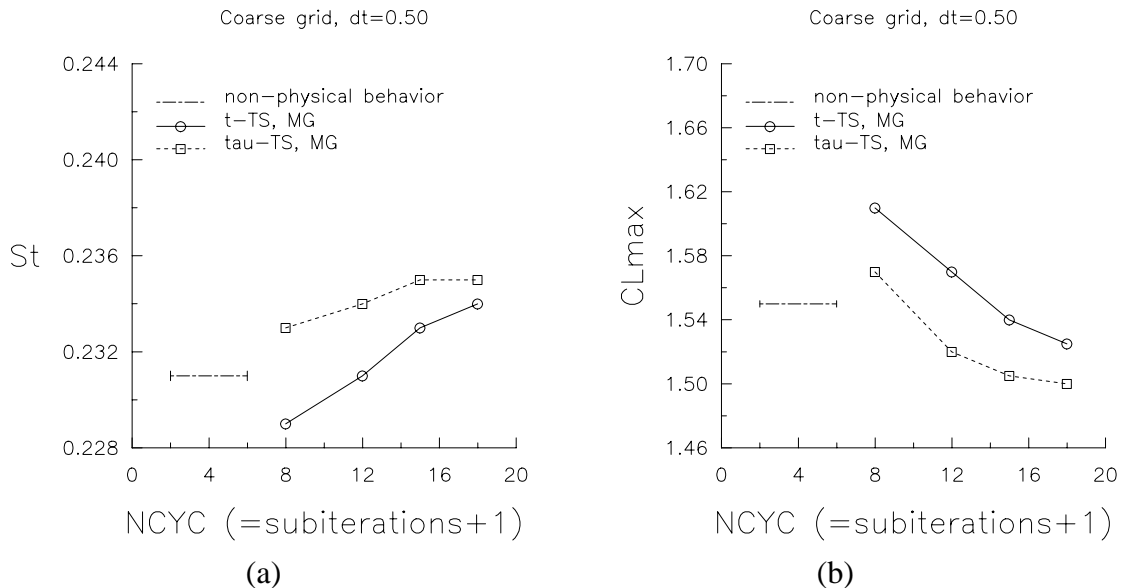 Coarse grid, dt=0.50
0.244
0.240
0.236
0.232
0.228
St
non-physical behavior
t-TS, MG
tau-TS, MG
0 4 8 12 16 20
NCYC (=subiterations+1)
(a)
Coarse grid, dt=0.50
1.70
1.66
1.62
1.58
1.54
1.50
1.46
CLmax
non-physical behavior
t-TS, MG
tau-TS, MG
0 4 8 12 16 20
NCYC (=subiterations+1)
(b)